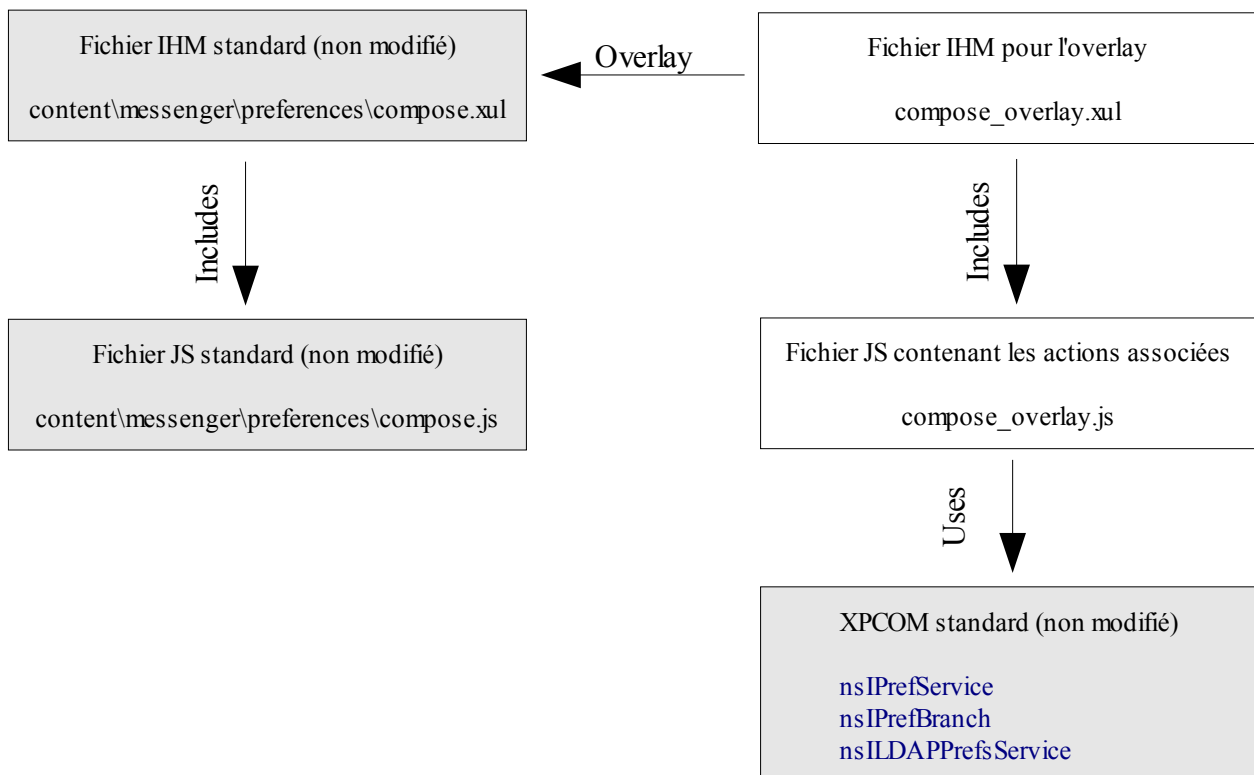 Fichier IHM standard (non modifié)
content\messenger\preferences\compose.xul
Overlay
Fichier IHM pour l'overlay
compose_overlay.xul
Includes
Includes
Fichier JS standard (non modifié)
content\messenger\preferences\compose.js
Fichier JS contenant les actions associées
compose_overlay.js
Uses
XPCOM standard (non modifié)
nsIPrefService
nsIPrefBranch
nsILDAPPrefsService